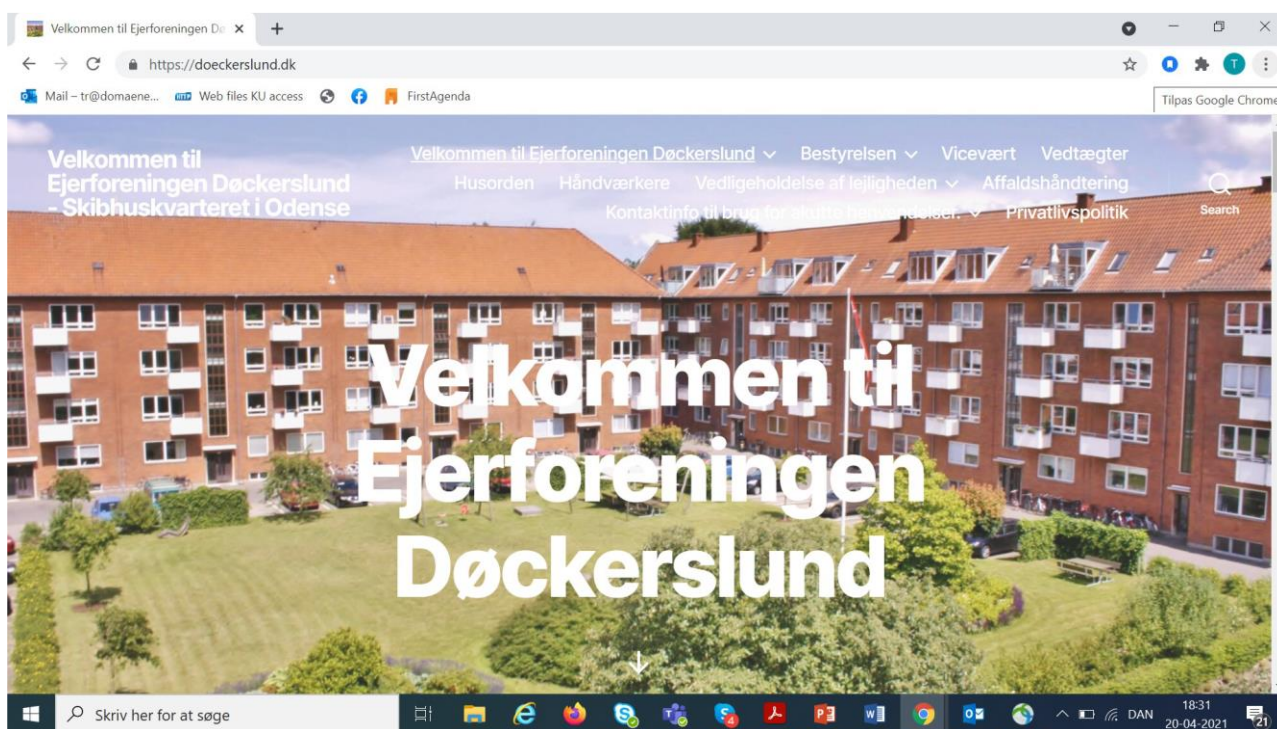 Velkommen til Ejerforeningen Dø
https://doeckerslund.dk
Mail – tr@domaene... Web files KU access FirstAgenda
Tilpas Google Chrome
Velkommen til
Ejerforeningen Døckerslund
- Skibhuskvarteret i Odense
Velkommen til Ejerforeningen Døckerslund Bestyrelsen Vicevært Vedtægter
Husorden Håndværkere Vedligeholdelse af lejligheden Affaldshåndtering
Kontaktinfo til brug for akutte henvendelser. Privatlivspolitik
Search
Velkommen til
Ejerforeningen
Døckerslund
Skriv her for at søge
DAN
18:31
20-04-2021
21